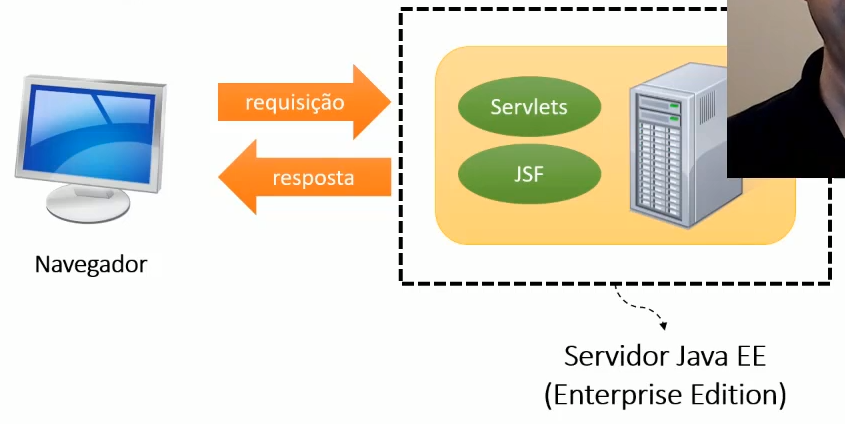 requisição
Servlets
resposta
JSF
Navegador
Servidor Java EE
(Enterprise Edition)